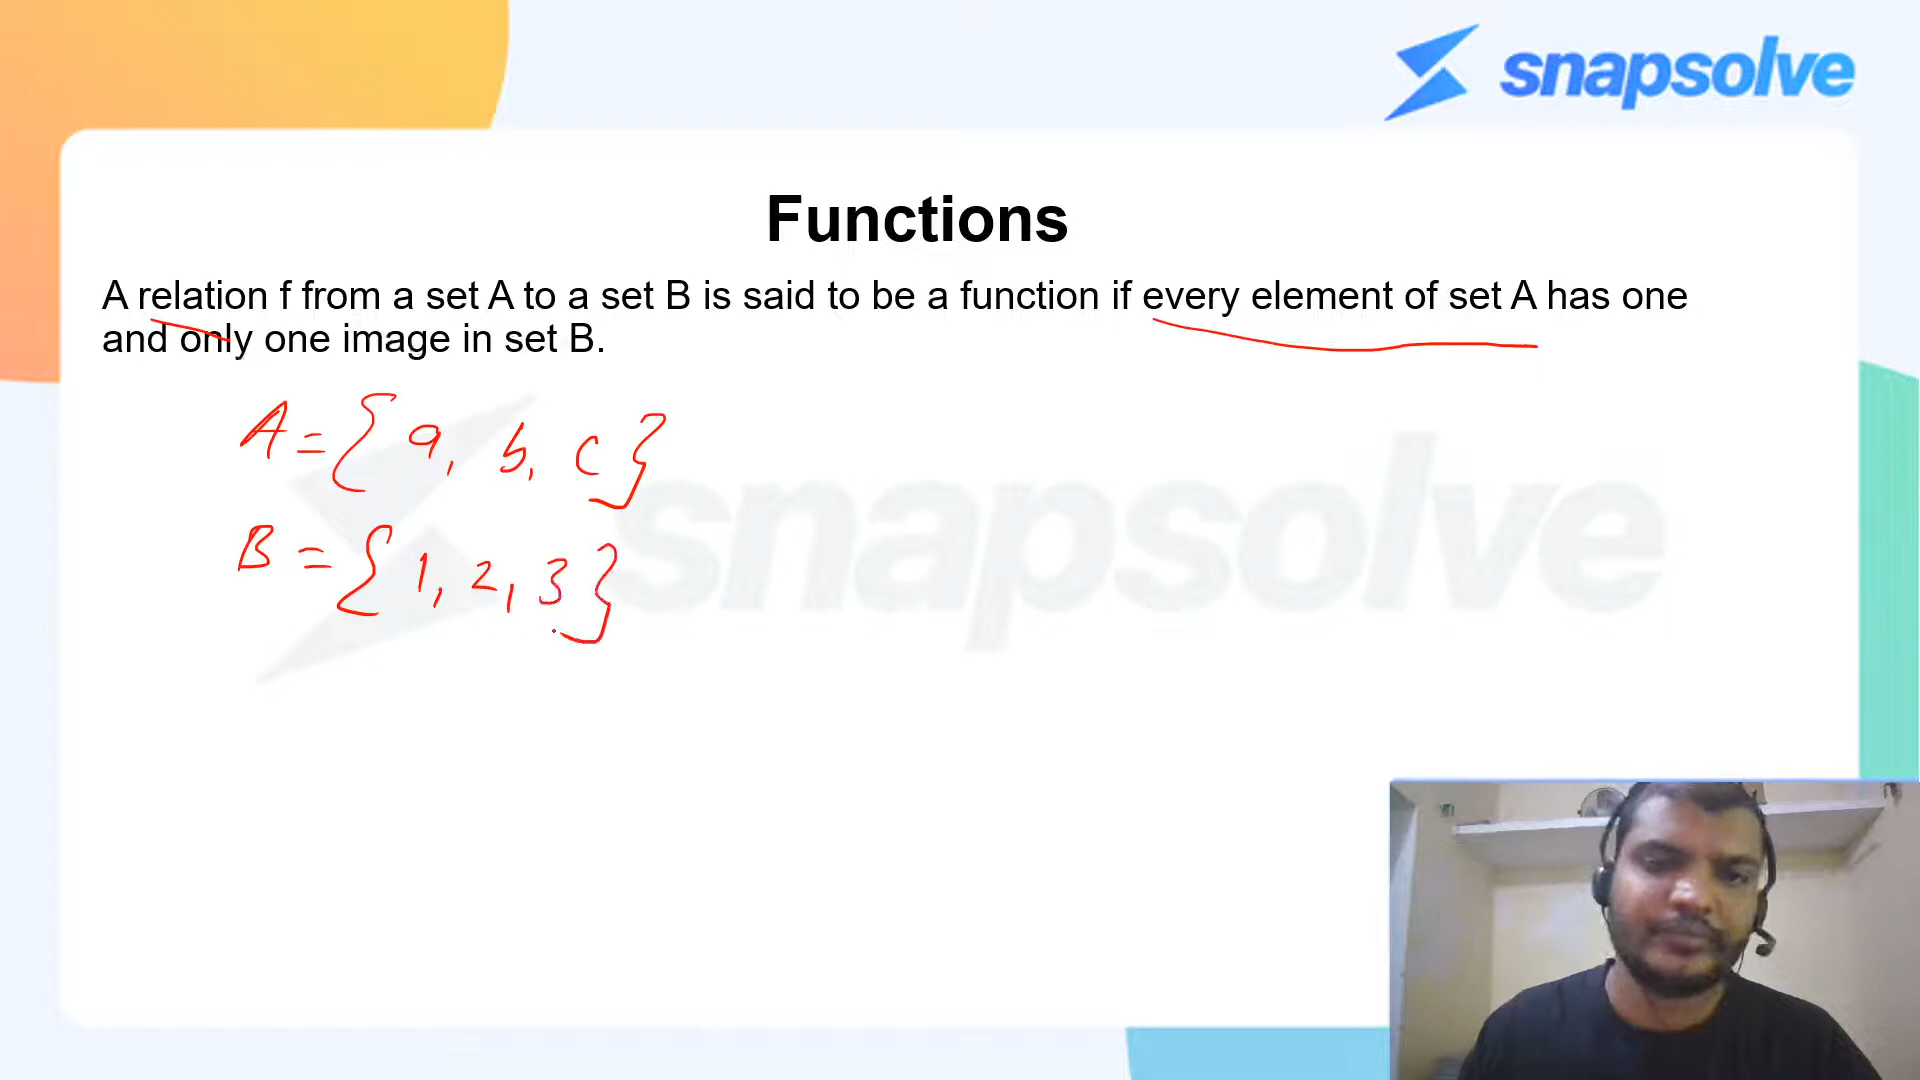 snapsolve
Functions
A relation f from a set A to a set B is said to be a function if every element of set A has one
and only one image in set B.
A = { a, b, c }
B = { 1, 2, 3 }
snapsolve